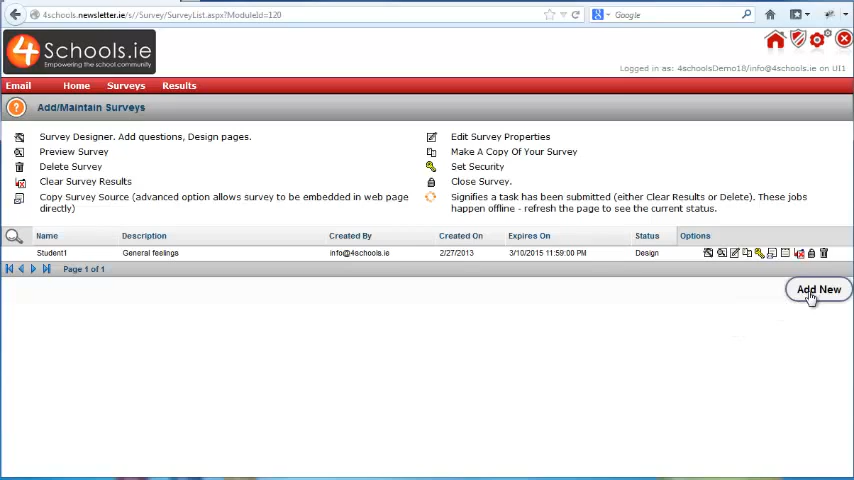 4schools.newsletter.ie/s//Survey/SurveyList.aspx?ModuleId=120
Google
4 Schools.ie
Empowering the school community
Logged in as: 4schoolsDemo18/info@4schools.ie on UI1
Email Home Surveys Results
Add/Maintain Surveys
Survey Designer. Add questions, Design pages.
Edit Survey Properties
Preview Survey
Make A Copy Of Your Survey
Delete Survey
Set Security
Clear Survey Results
Close Survey.
Copy Survey Source (advanced option allows survey to be embedded in web page
directly)
Signifies a task has been submitted (either Clear Results or Delete). These jobs
happen offline - refresh the page to see the current status.
Name Description Created By Created On Expires On Status Options
Student1 General feelings info@4schools.ie 2/27/2013 3/10/2015 11:59:00 PM Design
Page 1 of 1
Add New